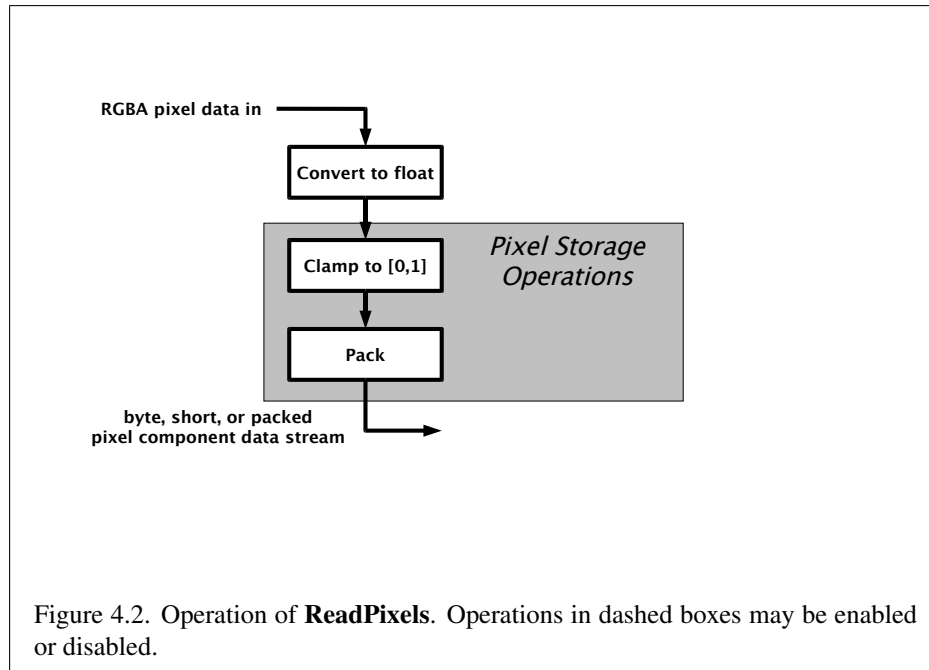 RGBA pixel data in
Convert to float
Pixel Storage
Operations
Clamp to [0,1]
Pack
byte, short, or packed
pixel component data stream
Figure 4.2. Operation of ReadPixels. Operations in dashed boxes may be enabled
or disabled.